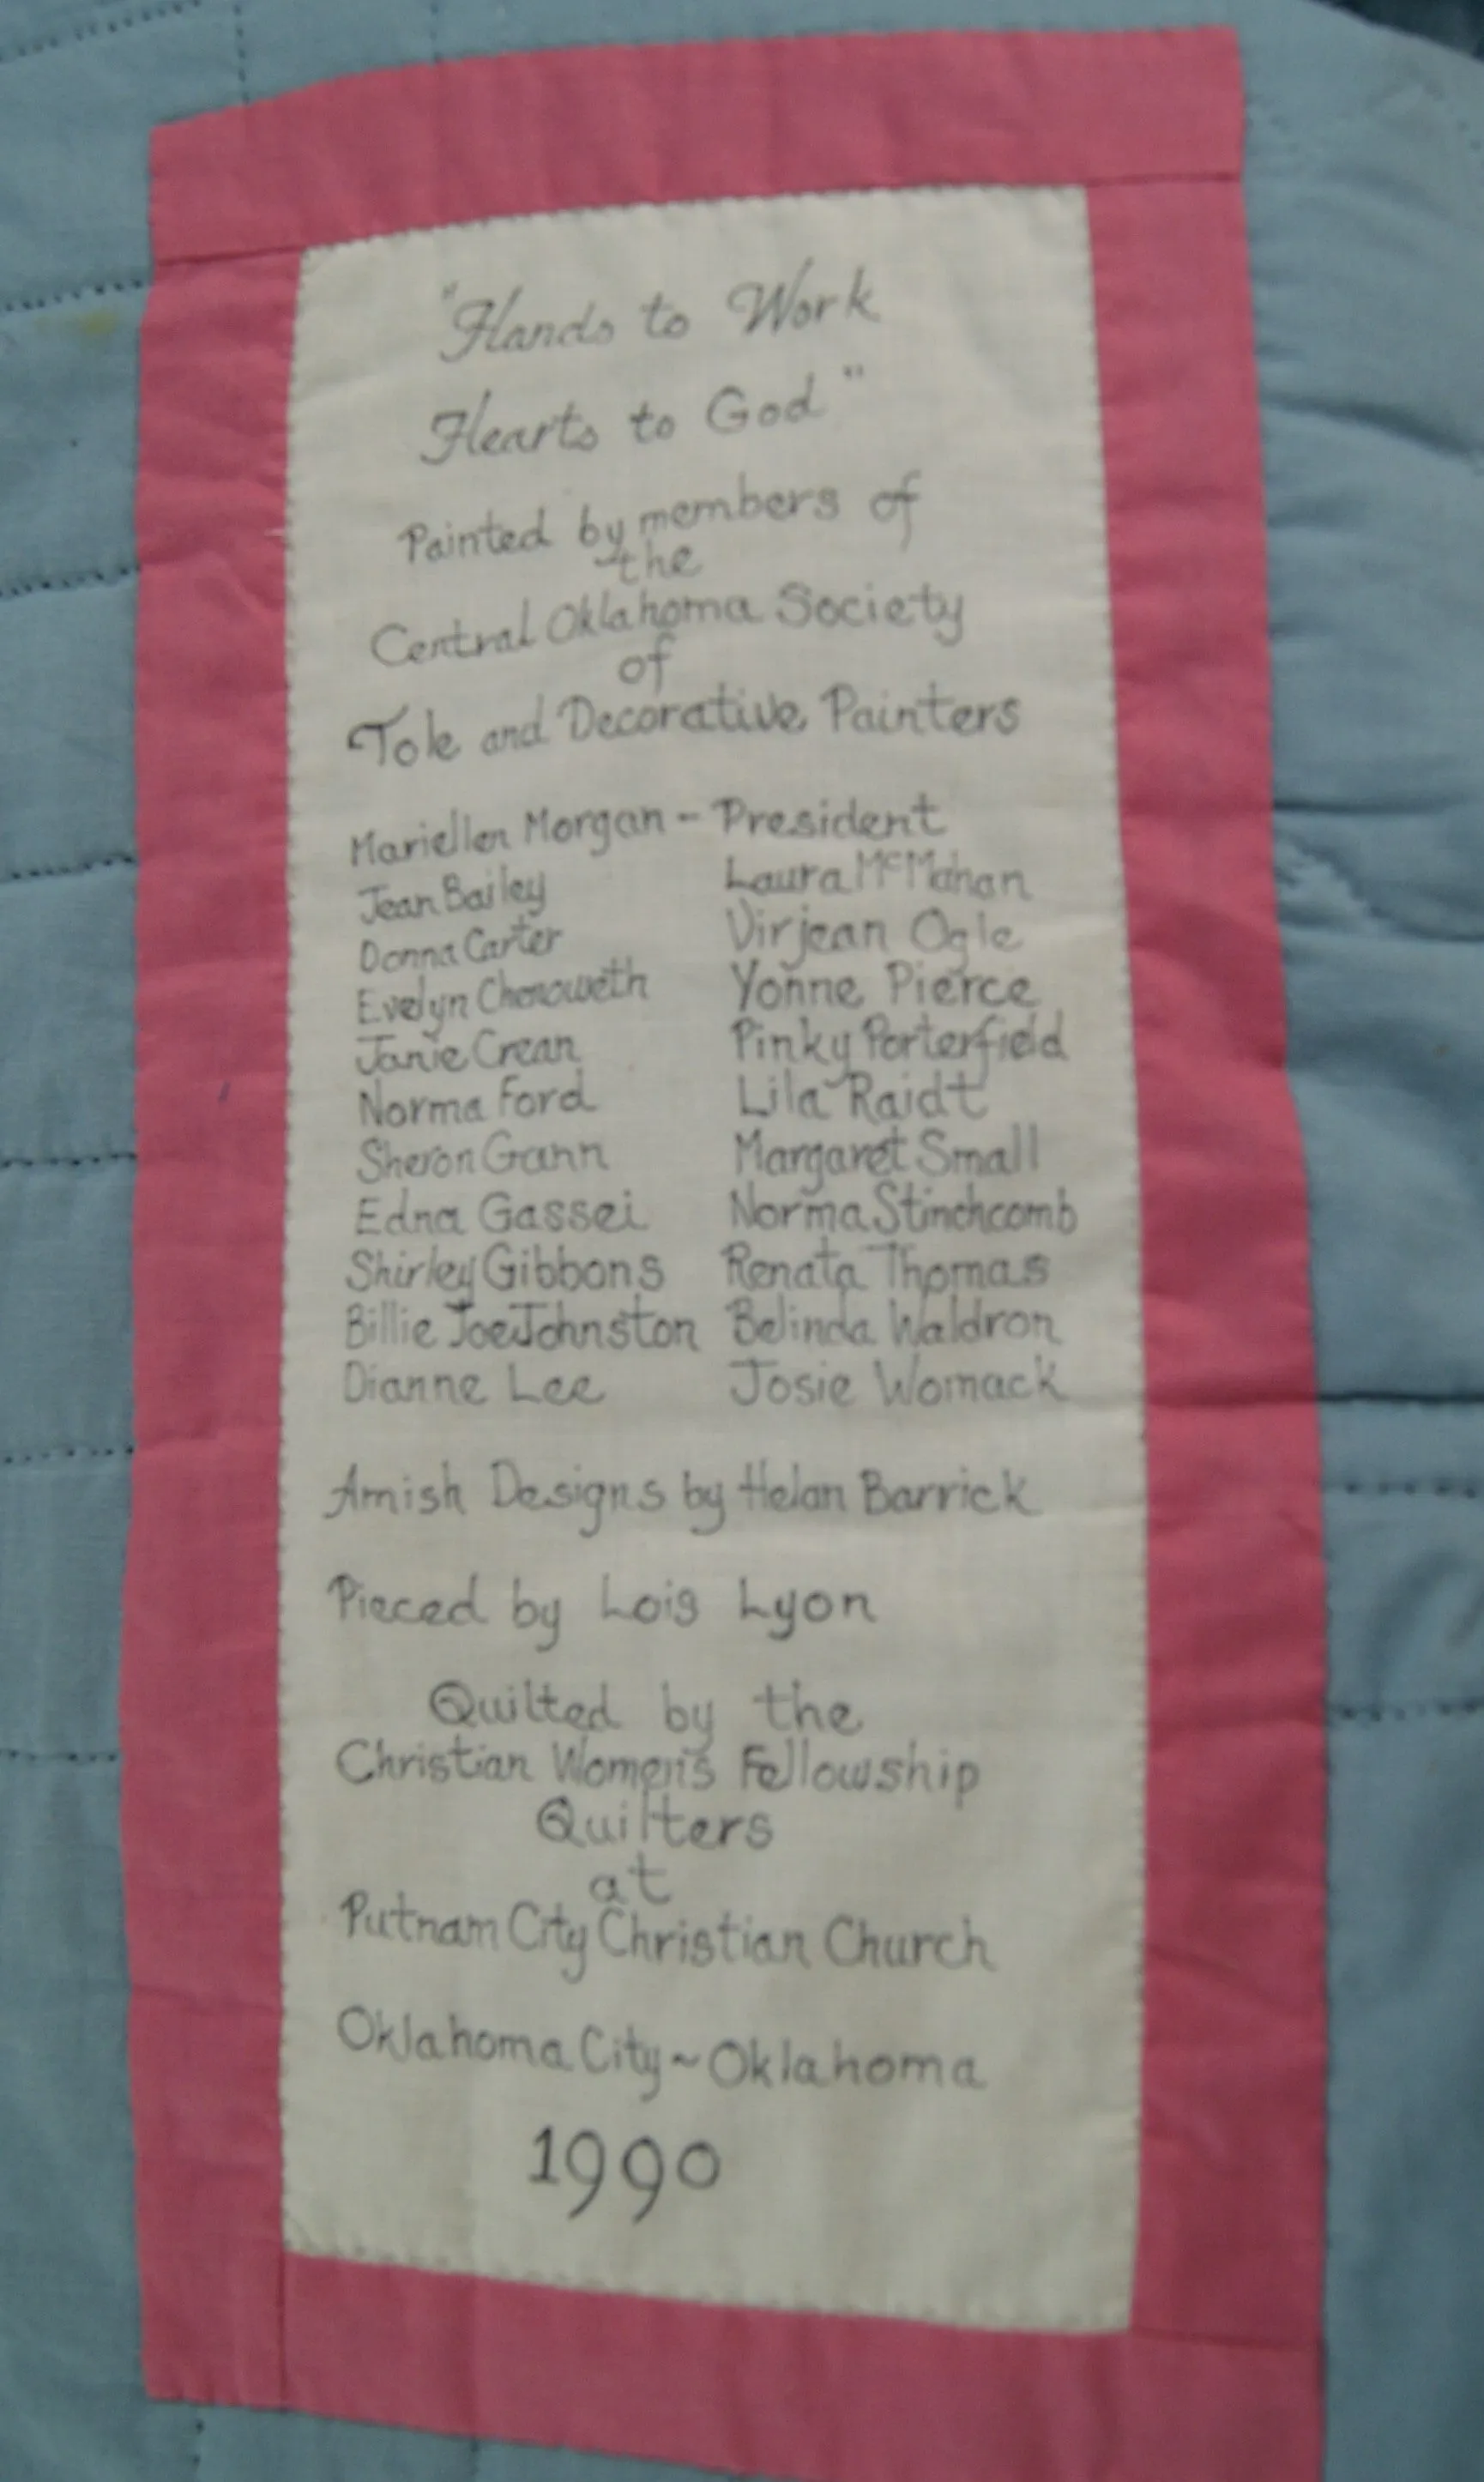 "Hands to Work
Hearts to God"
Painted by members of
the
Central Oklahoma Society
of
Tole and Decorative Painters
Mariellen Morgan - President
Jean Bailey Laura McMahan
Donna Carter Virjean Ogle
Evelyn Chenoweth Yonne Pierce
Janie Crean Pinky Porterfield
Norma Ford Lila Raidt
Sheron Gann Margaret Small
Edna Gassei Norma Stinchcomb
Shirley Gibbons Renata Thomas
Billie Joe Johnston Belinda Waldron
Dianne Lee Josie Womack
Amish Designs by Helan Barrick
Pieced by Lois Lyon
Quilted by the
Christian Women's Fellowship
Quilters
at
Putnam City Christian Church
Oklahoma City ~ Oklahoma
1990